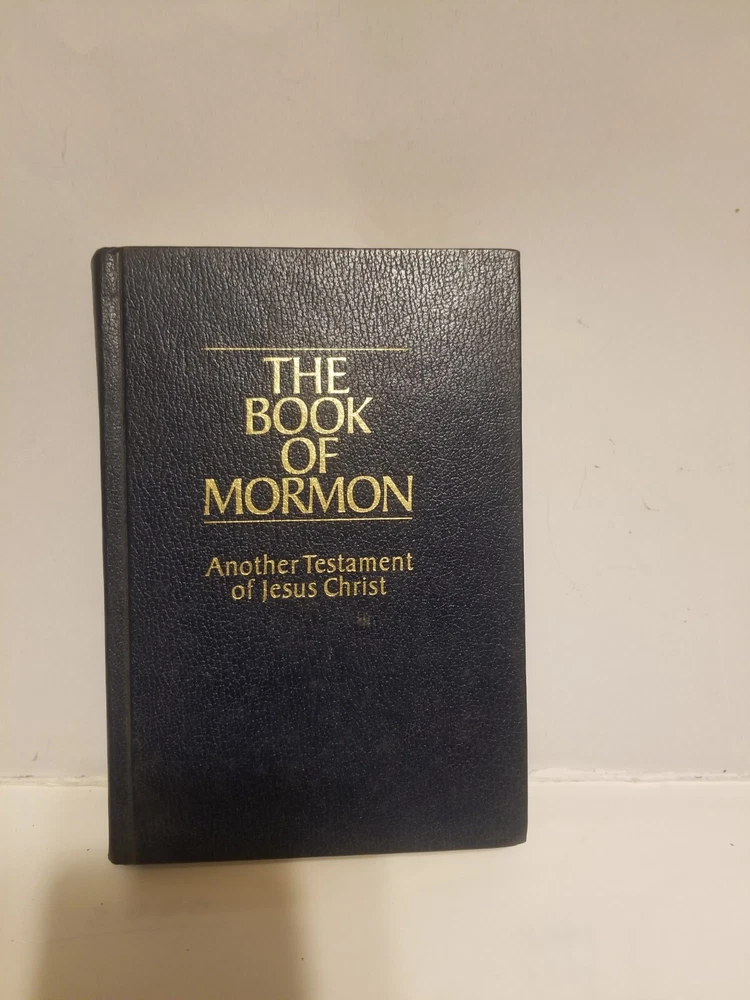 THE
BOOK
OF
MORMON
Another Testament
of Jesus Christ